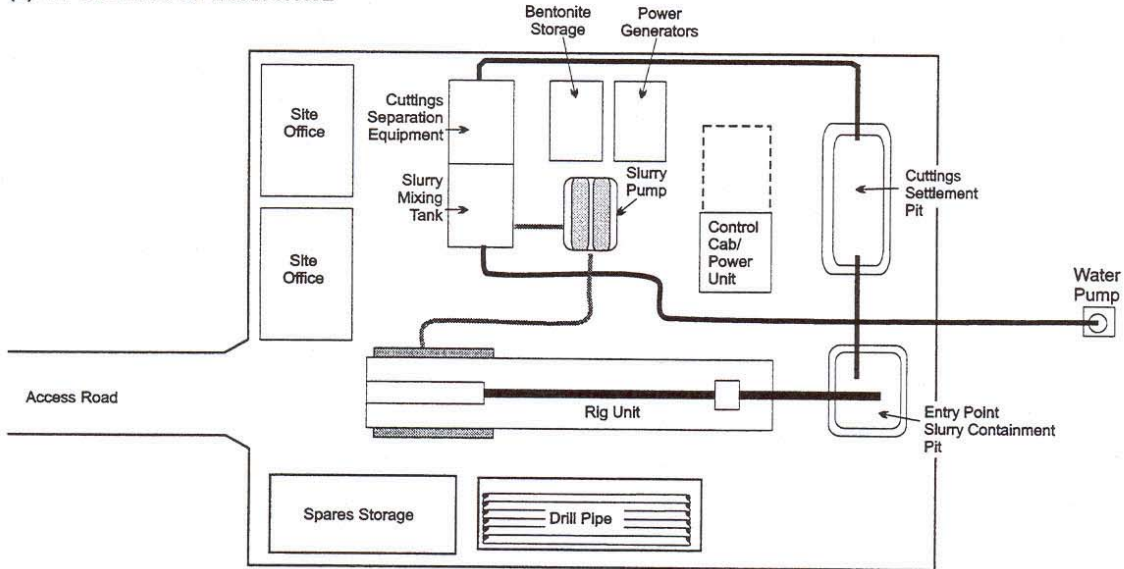 Bentonite
Storage
Power
Generators
Site
Office
Cuttings
Separation
Equipment
Slurry
Mixing
Tank
Slurry
Pump
Control
Cab/
Power
Unit
Cuttings
Settlement
Pit
Site
Office
Water
Pump
Access Road
Rig Unit
Entry Point
Slurry Containment
Pit
Spares Storage
Drill Pipe